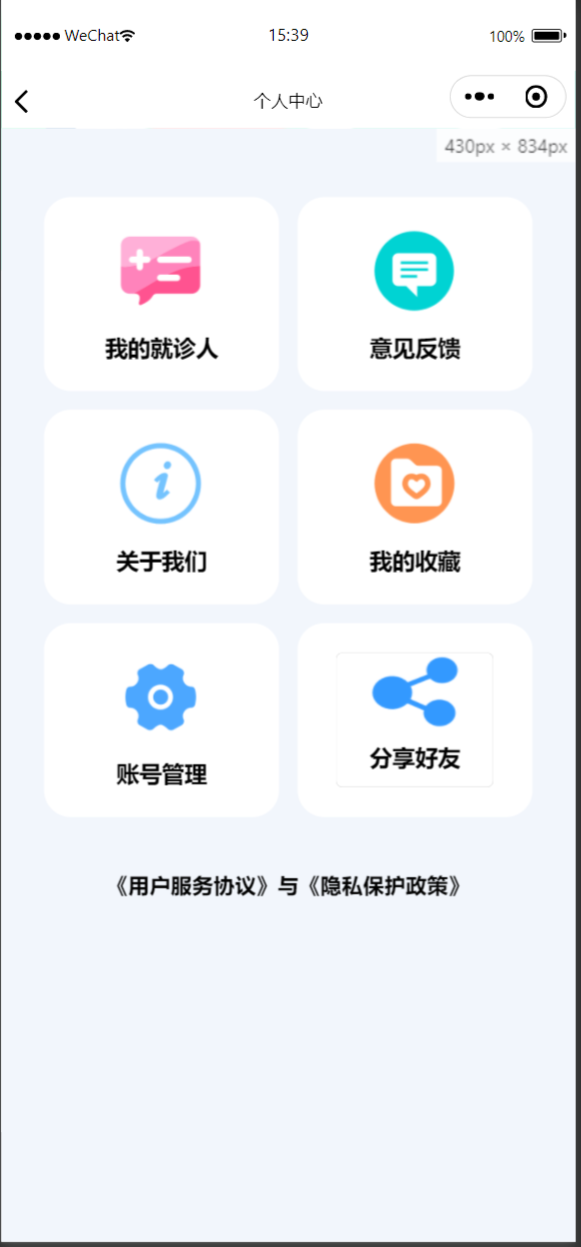 WeChat 15:39 100%
个人中心
430px × 834px
我的就诊人 意见反馈
关于我们 我的收藏
账号管理 分享好友
《用户服务协议》与《隐私保护政策》